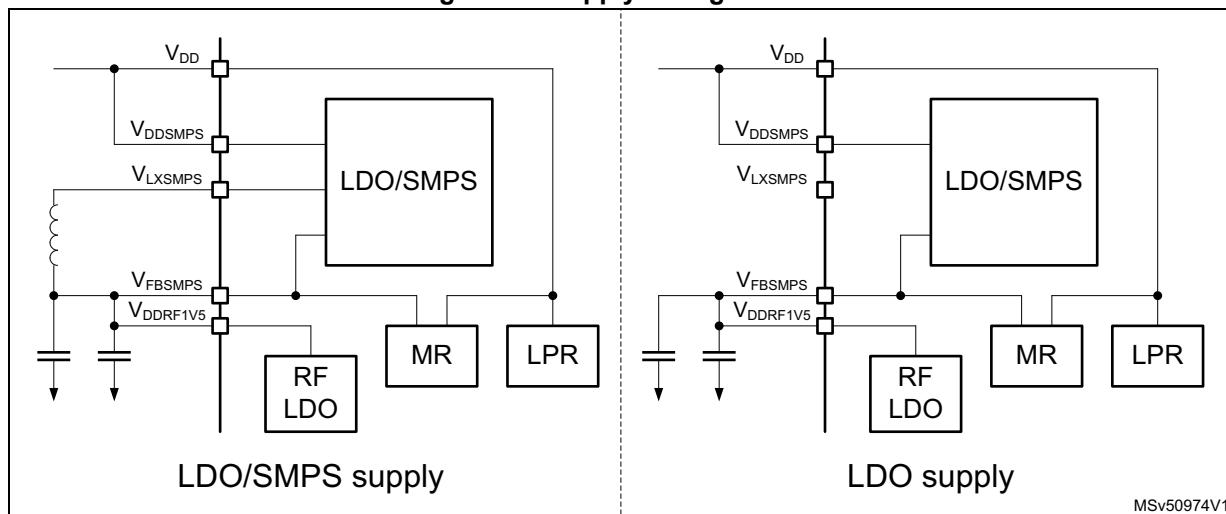 VDD
VDDSMPS
VLXSMPS
LDO/SMPS
VFBSMPS
VDDRF1V5
MR
LPR
RF
LDO
LDO/SMPS supply
VDD
VDDSMPS
VLXSMPS
LDO/SMPS
VFBSMPS
VDDRF1V5
MR
LPR
RF
LDO
LDO supply
MSv50974V1